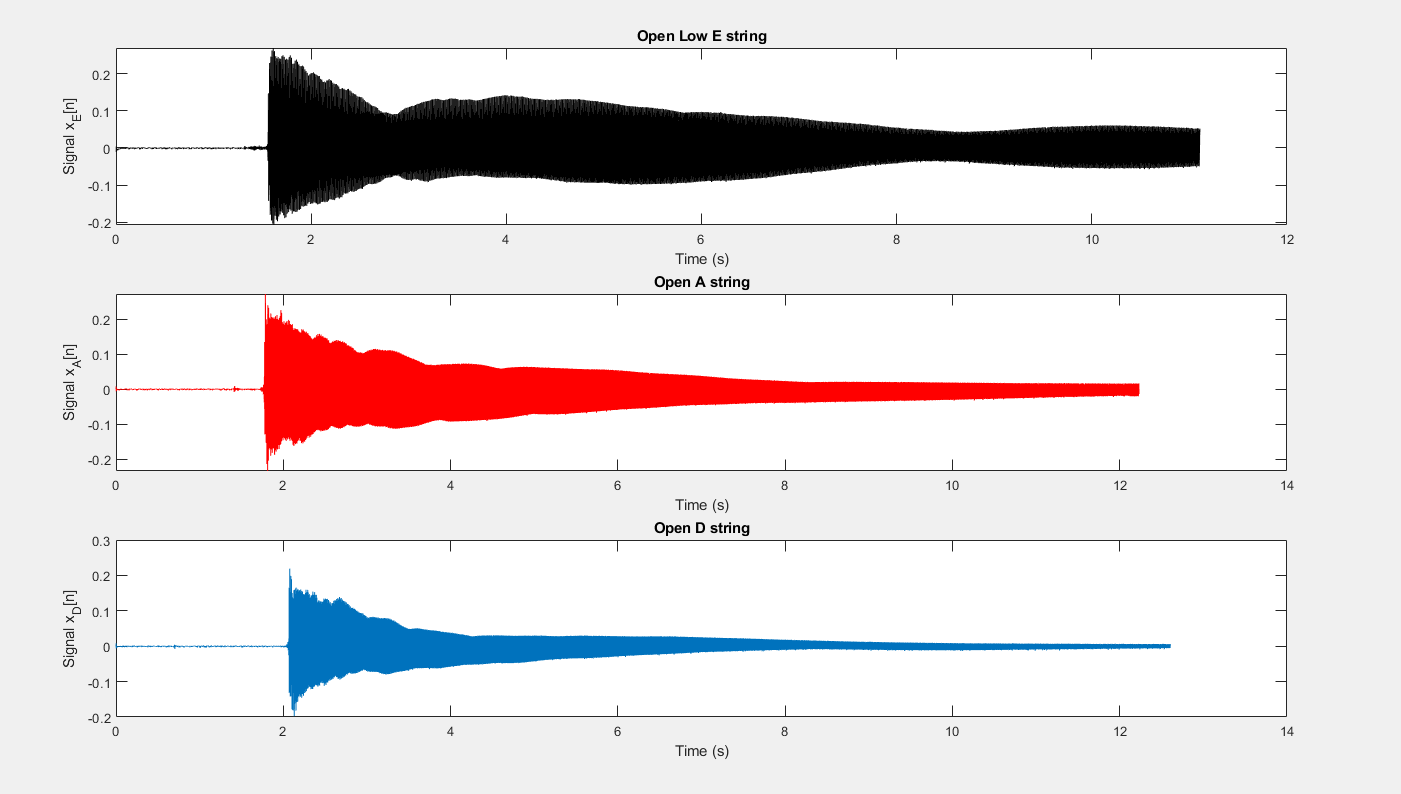 Open Low E string
Signal x_E[n]
0.2
0.1
0
-0.1
-0.2
0 2 4 6 8 10 12
Time (s)
Open A string
Signal x_A[n]
0.2
0.1
0
-0.1
-0.2
0 2 4 6 8 10 12 14
Time (s)
Open D string
Signal x_D[n]
0.3
0.2
0.1
0
-0.1
-0.2
0 2 4 6 8 10 12 14
Time (s)